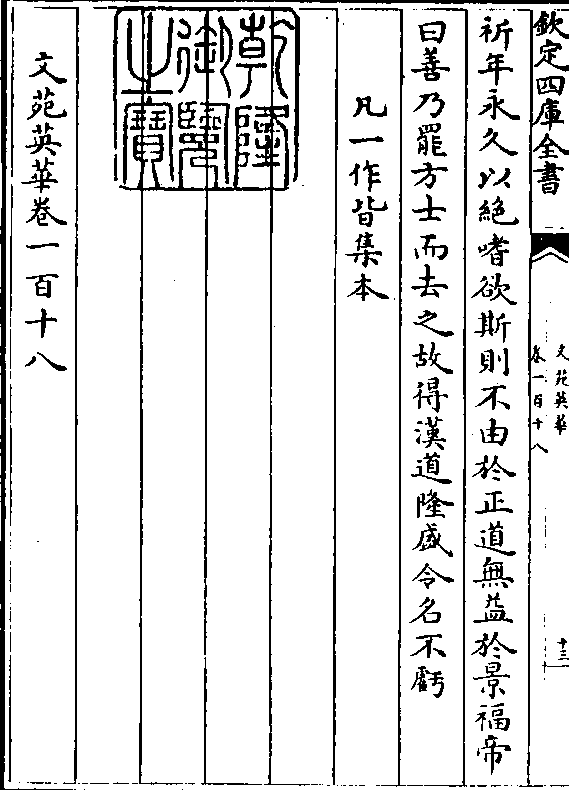 欽定四庫全書
文苑英華
卷一百十八
十三
祈年永久以絶嗜欲斯則不由於正道無益於景福帝
曰善乃罷方士而去之故得漢道隆盛令名不虧
凡一作皆集本
乾隆
御覽
之寶
文苑英華卷一百十八